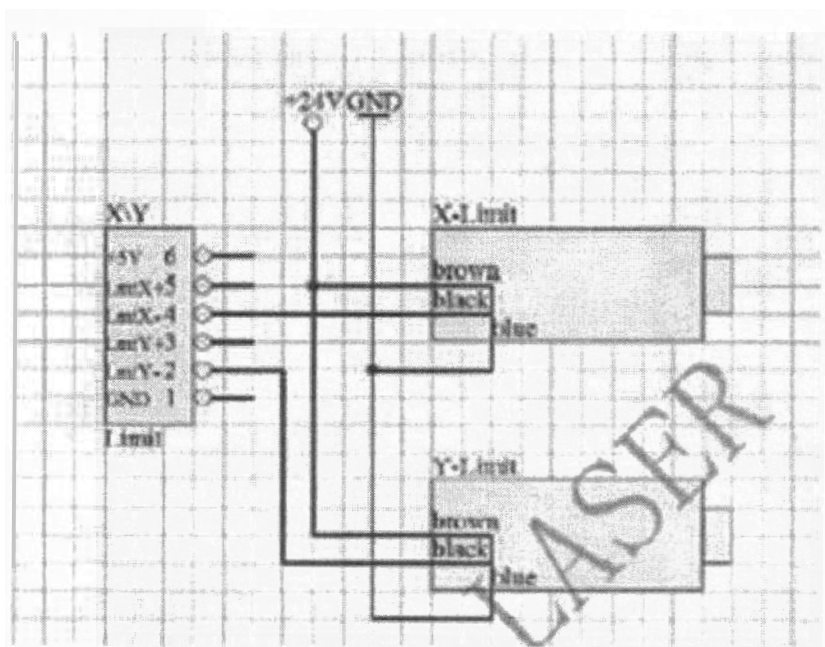 +24V GND
X\Y
X-Limit
+5V 6
LmtX+ 5
LmtX- 4
LmtY+ 3
LmtY- 2
GND 1
Limit
brown
black
blue
Y-Limit
brown
black
blue
LASER